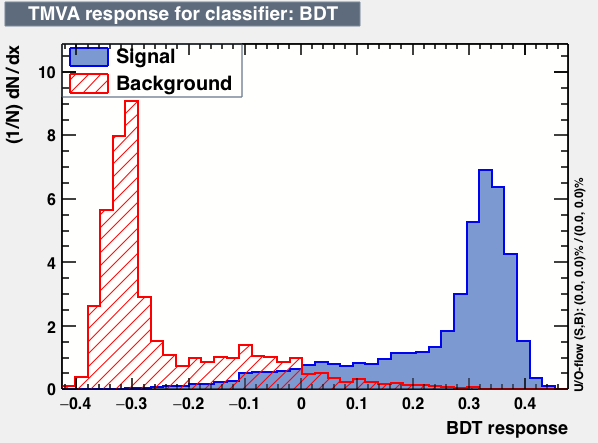 TMVA response for classifier: BDT
Signal
Background
(1/N) dN / dx
10
8
6
4
2
0
−0.4 −0.3 −0.2 −0.1 0 0.1 0.2 0.3 0.4
BDT response
U/O-flow (S,B): (0.0, 0.0)% / (0.0, 0.0)%